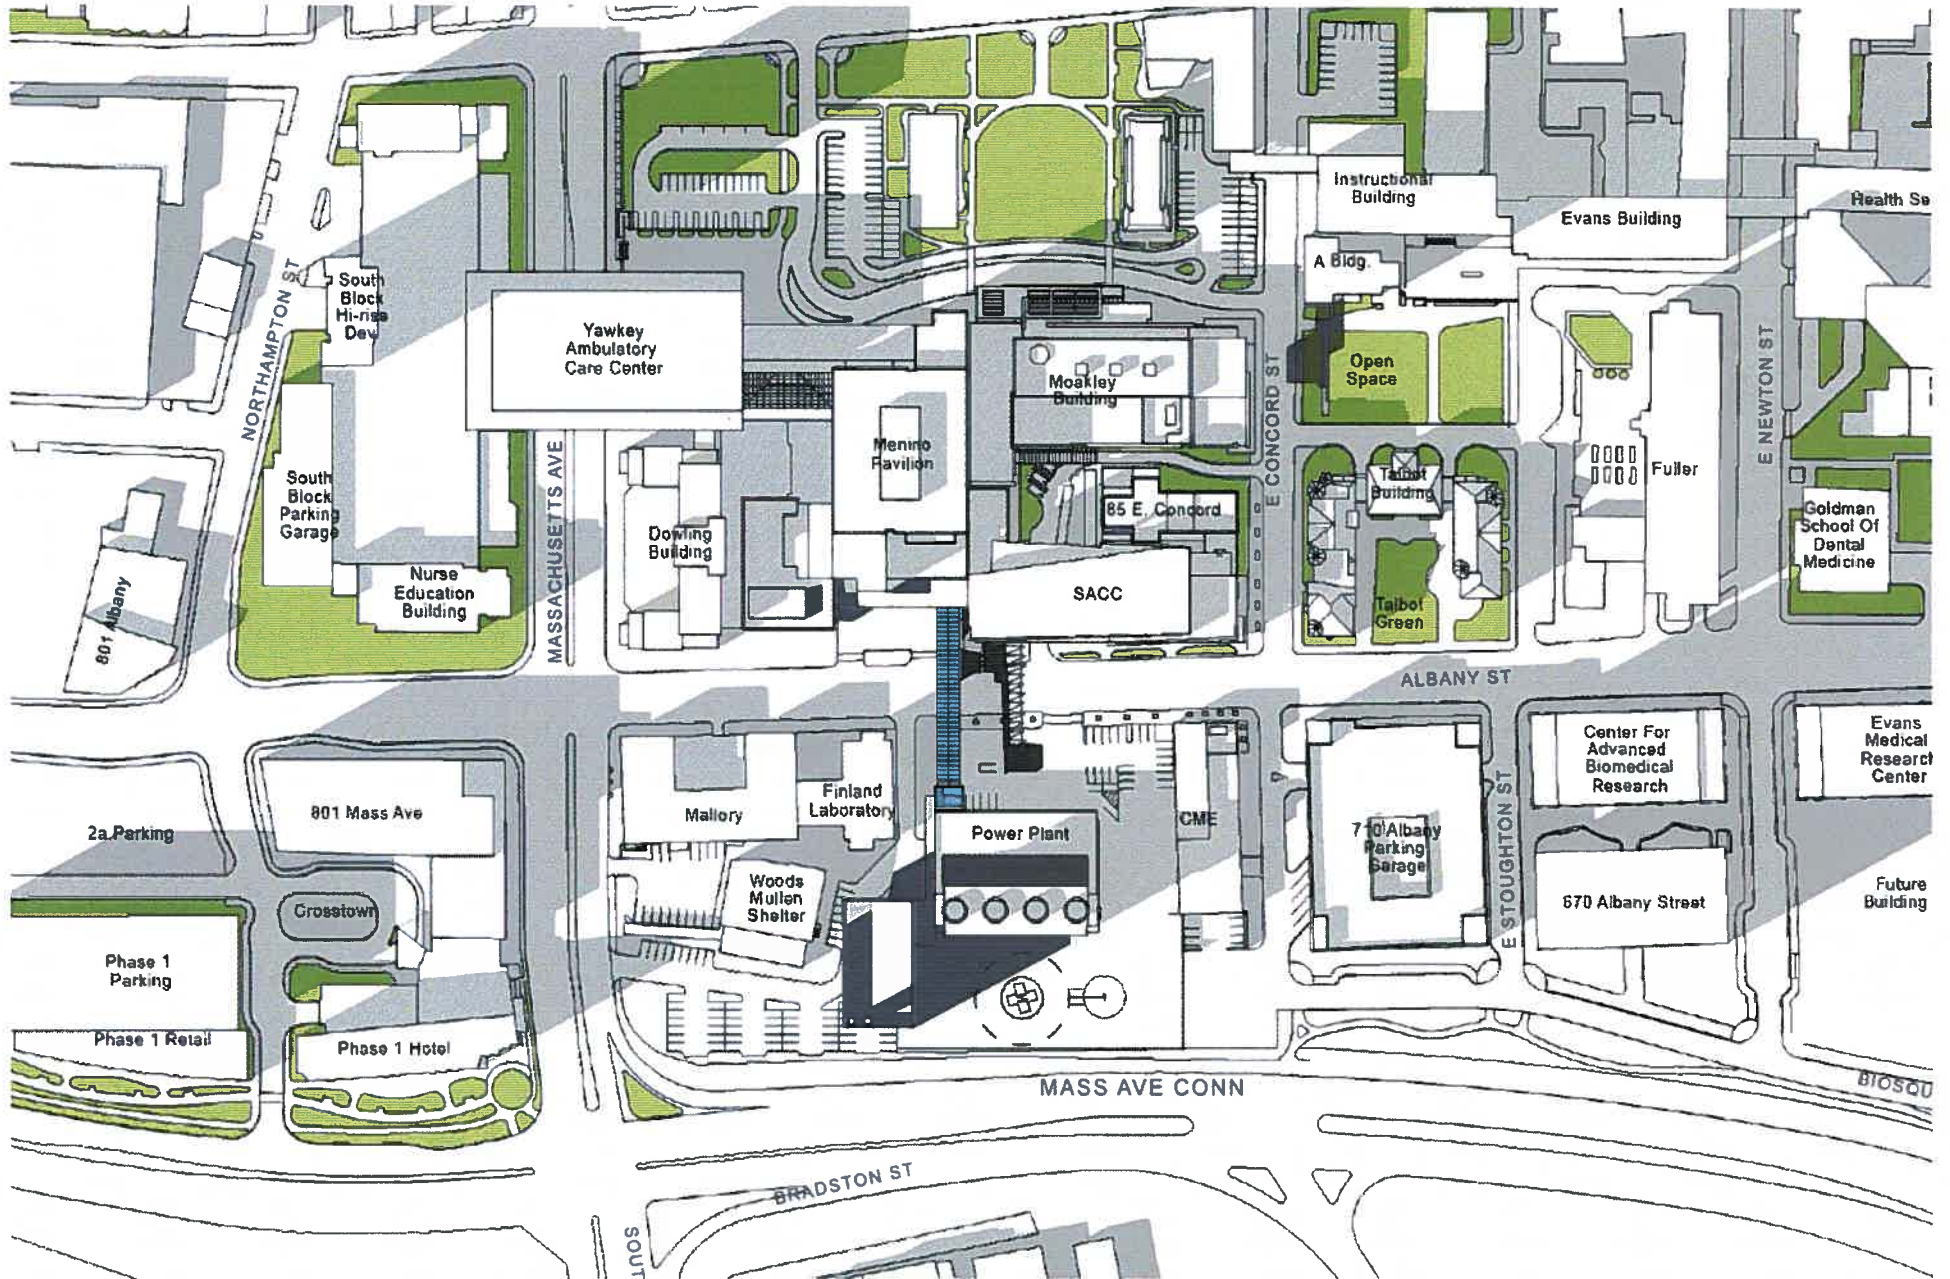 Instructional
Building
Health Se
Evans Building
A Bldg.
South
Block
Hi-rise
Dev
NORTHAMPTON ST
Yawkey
Ambulatory
Care Center
Moakley
Building
Open
Space
E CONCORD ST
E NEWTON ST
Menino
Pavilion
MASSACHUSETTS AVE
South
Block
Parking
Garage
Talbot
Building
Fuller
85 E. Concord
Goldman
School Of
Dental
Medicine
Dowling
Building
Nurse
Education
Building
SACC
Talbot
Green
801 Albany
ALBANY ST
Center For
Advanced
Biomedical
Research
Evans
Medical
Research
Center
801 Mass Ave
2a Parking
Mallory
Finland
Laboratory
Power Plant
CME
710 Albany
Parking
Garage
E STOUGHTON ST
Woods
Mullen
Shelter
Crosstown
670 Albany Street
Future
Building
Phase 1
Parking
Phase 1 Retail
Phase 1 Hotel
MASS AVE CONN
BIOSQU
BRADSTON ST
SOUT